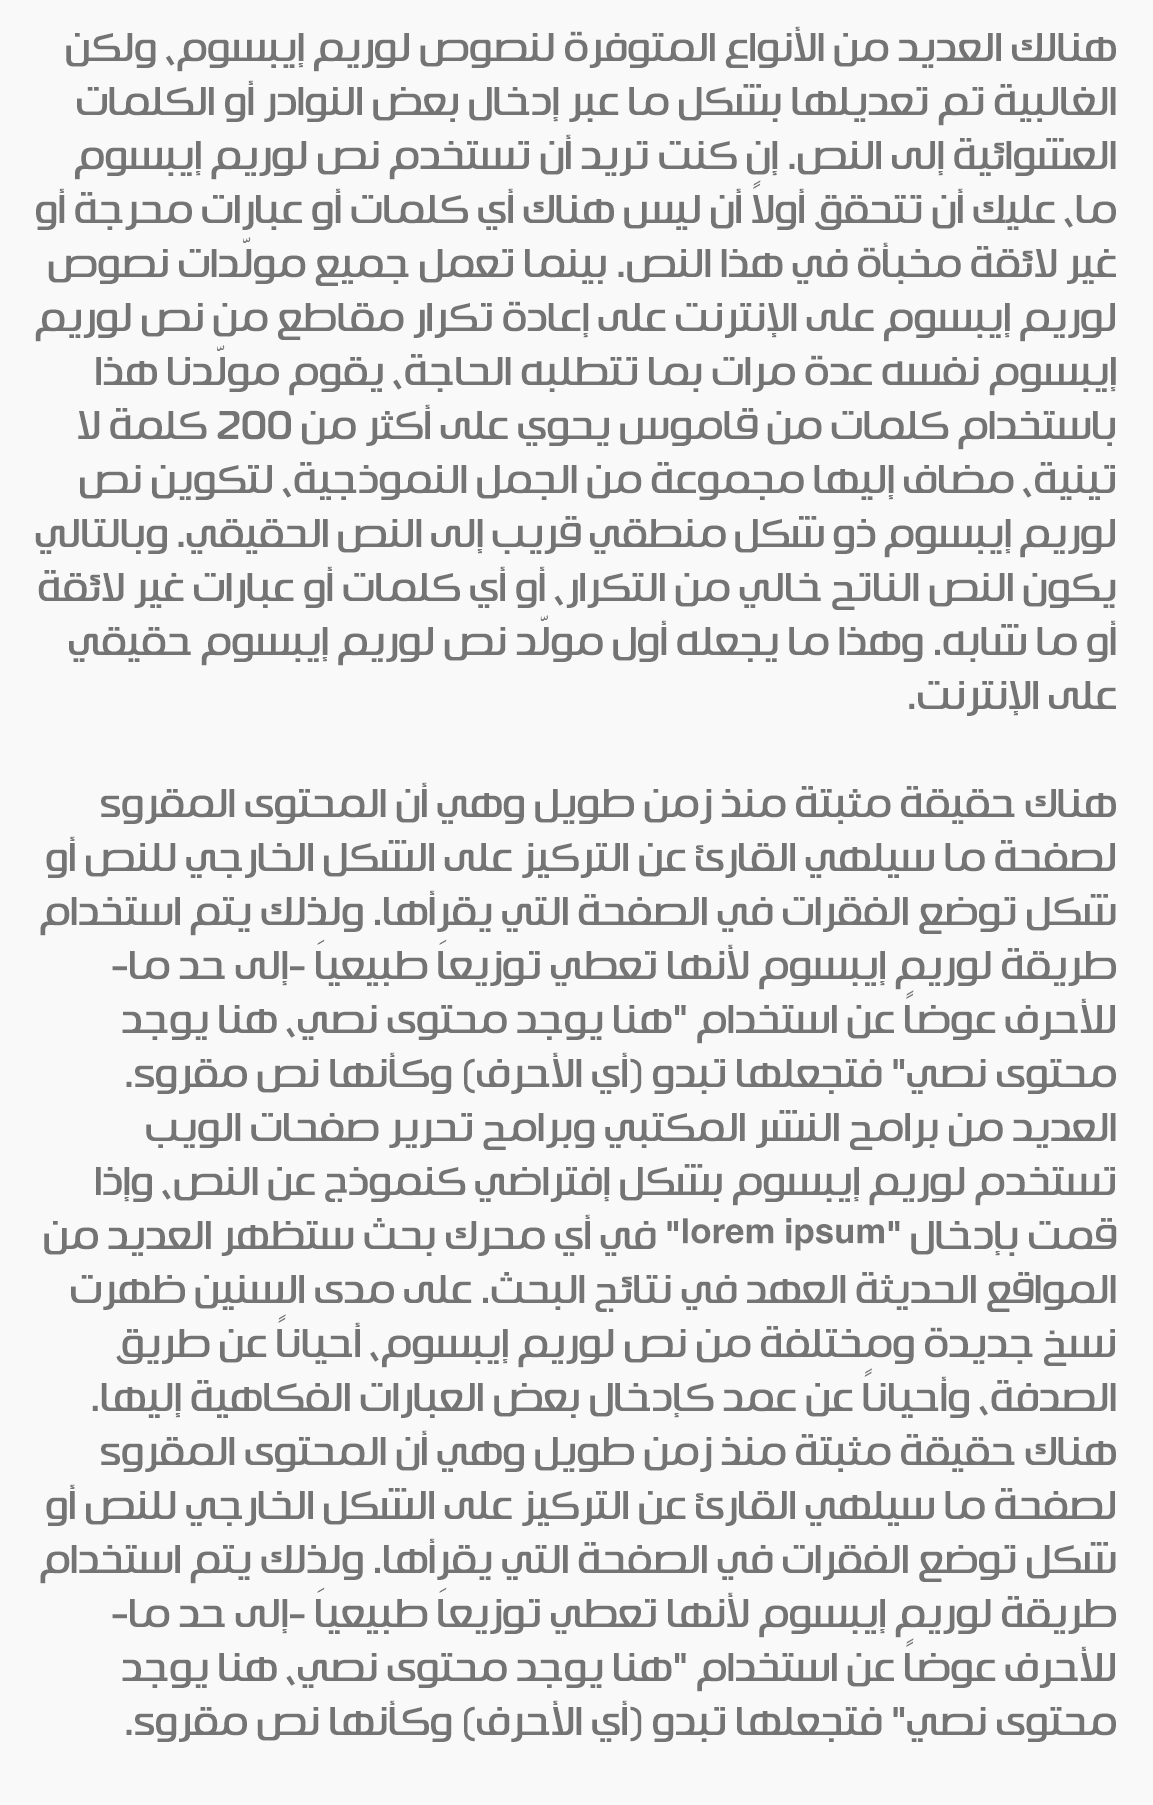 هنالك العديد من الأنواع المتوفرة لنصوص لوريم إيبسوم، ولكن
الغالبية تم تعديلها بشكل ما عبر إدخال بعض النوادر أو الكلمات
العشوائية إلى النص. إن كنت تريد أن تستخدم نص لوريم إيبسوم
ما، عليك أن تتحقق أولاً أن ليس هناك أي كلمات أو عبارات محرجة أو
غير لائقة مخبأة في هذا النص. بينما تعمل جميع مولّدات نصوص
لوريم إيبسوم على الإنترنت على إعادة تكرار مقاطع من نص لوريم
إيبسوم نفسه عدة مرات بما تتطلبه الحاجة، يقوم مولّدنا هذا
باستخدام كلمات من قاموس يحوي على أكثر من 200 كلمة لا
تينية، مضاف إليها مجموعة من الجمل النموذجية، لتكوين نص
لوريم إيبسوم ذو شكل منطقي قريب إلى النص الحقيقي. وبالتالي
يكون النص الناتح خالي من التكرار، أو أي كلمات أو عبارات غير لائقة
أو ما شابه. وهذا ما يجعله أول مولّد نص لوريم إيبسوم حقيقي
على الإنترنت.
هناك حقيقة مثبتة منذ زمن طويل وهي أن المحتوى المقروء
لصفحة ما سيلهي القارئ عن التركيز على الشكل الخارجي للنص أو
شكل توضع الفقرات في الصفحة التي يقرأها. ولذلك يتم استخدام
طريقة لوريم إيبسوم لأنها تعطي توزيعاَ طبيعياَ -إلى حد ما-
للأحرف عوضاً عن استخدام "هنا يوجد محتوى نصي، هنا يوجد
محتوى نصي" فتجعلها تبدو (أي الأحرف) وكأنها نص مقروء.
العديد من برامح النشر المكتبي وبرامح تحرير صفحات الويب
تستخدم لوريم إيبسوم بشكل إفتراضي كنموذج عن النص، وإذا
قمت بإدخال "lorem ipsum" في أي محرك بحث ستظهر العديد من
المواقع الحديثة العهد في نتائج البحث. على مدى السنين ظهرت
نسخ جديدة ومختلفة من نص لوريم إيبسوم، أحياناً عن طريق
الصدفة، وأحياناً عن عمد كإدخال بعض العبارات الفكاهية إليها.
هناك حقيقة مثبتة منذ زمن طويل وهي أن المحتوى المقروء
لصفحة ما سيلهي القارئ عن التركيز على الشكل الخارجي للنص أو
شكل توضع الفقرات في الصفحة التي يقرأها. ولذلك يتم استخدام
طريقة لوريم إيبسوم لأنها تعطي توزيعاَ طبيعياَ -إلى حد ما-
للأحرف عوضاً عن استخدام "هنا يوجد محتوى نصي، هنا يوجد
محتوى نصي" فتجعلها تبدو (أي الأحرف) وكأنها نص مقروء.